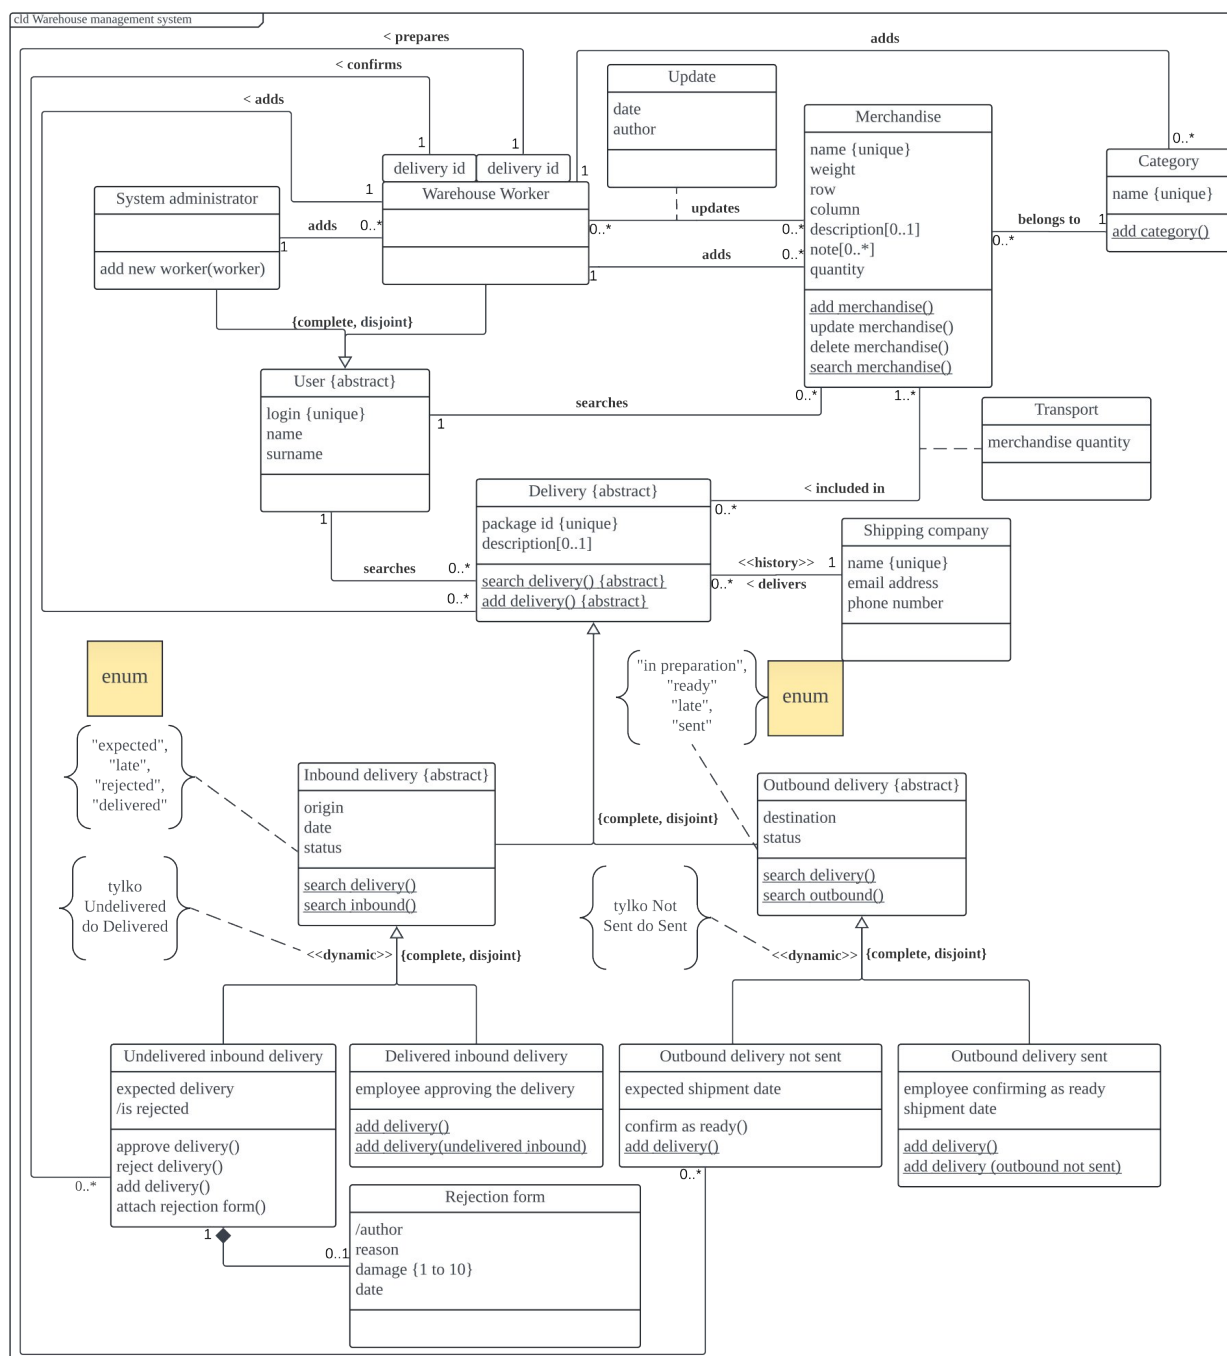 cld Warehouse management system
< prepares
adds
< confirms
Update
date
author
< adds
Merchandise
name {unique}
weight
row
column
description[0..1]
note[0..*]
quantity
add merchandise()
update merchandise()
delete merchandise()
search merchandise()
1
1
0..*
delivery id
delivery id
1
Category
name {unique}
add category()
System administrator
add new worker(worker)
1
Warehouse Worker
adds
0..*
1
updates
0..*
0..*
belongs to
1
0..*
adds
1
0..*
{complete, disjoint}
User {abstract}
login {unique}
name
surname
searches
1
0..*
1..*
Transport
merchandise quantity
Delivery {abstract}
package id {unique}
description[0..1]
search delivery() {abstract}
add delivery() {abstract}
< included in
0..*
1
searches
0..*
0..*
Shipping company
name {unique}
email address
phone number
<<history>>
1
0..*
< delivers
enum
"in preparation",
"ready"
"late",
"sent"
enum
"expected",
"late",
"rejected",
"delivered"
Inbound delivery {abstract}
origin
date
status
search delivery()
search inbound()
{complete, disjoint}
Outbound delivery {abstract}
destination
status
search delivery()
search outbound()
tylko
Undelivered
do Delivered
tylko Not
Sent do Sent
<<dynamic>>
{complete, disjoint}
<<dynamic>>
{complete, disjoint}
Undelivered inbound delivery
expected delivery
/is rejected
approve delivery()
reject delivery()
add delivery()
attach rejection form()
Delivered inbound delivery
employee approving the delivery
add delivery()
add delivery(undelivered inbound)
Outbound delivery not sent
expected shipment date
confirm as ready()
add delivery()
Outbound delivery sent
employee confirming as ready
shipment date
add delivery()
add delivery (outbound not sent)
0..*
0..*
1
0..1
Rejection form
/author
reason
damage {1 to 10}
date